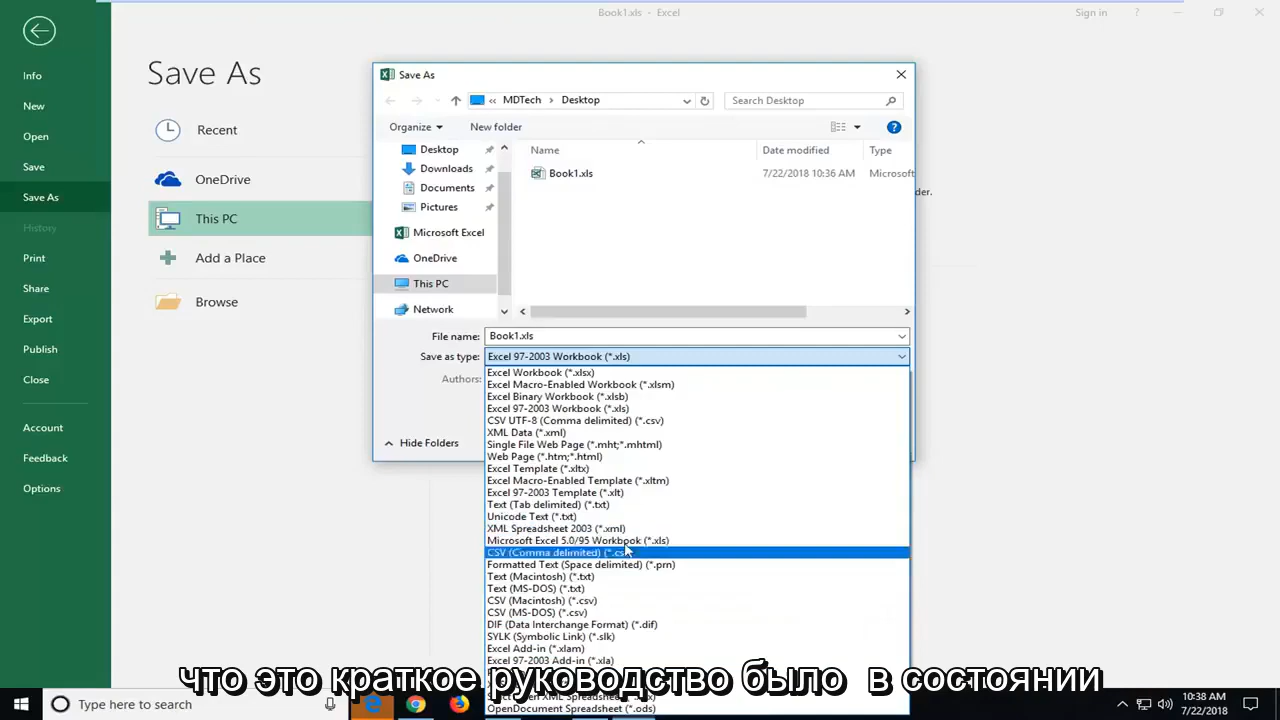 Book1.xls - Excel
Sign in
?
Info
New
Open
Save
Save As
History
Print
Share
Export
Publish
Close
Account
Feedback
Options
Save As
Recent
OneDrive
This PC
Add a Place
Browse
Save As
« MDTech › Desktop
Search Desktop
Organize
New folder
?
Desktop
Downloads
Documents
Pictures
Microsoft Excel
OneDrive
This PC
Network
Name
Date modified
Type
Book1.xls
7/22/2018 10:36 AM
Microsoft
der.
File name: Book1.xls
Save as type: Excel 97-2003 Workbook (*.xls)
Authors:
Hide Folders
Excel Workbook (*.xlsx)
Excel Macro-Enabled Workbook (*.xlsm)
Excel Binary Workbook (*.xlsb)
Excel 97-2003 Workbook (*.xls)
CSV UTF-8 (Comma delimited) (*.csv)
XML Data (*.xml)
Single File Web Page (*.mht;*.mhtml)
Web Page (*.htm;*.html)
Excel Template (*.xltx)
Excel Macro-Enabled Template (*.xltm)
Excel 97-2003 Template (*.xlt)
Text (Tab delimited) (*.txt)
Unicode Text (*.txt)
XML Spreadsheet 2003 (*.xml)
Microsoft Excel 5.0/95 Workbook (*.xls)
CSV (Comma delimited)
Formatted Text (Space delimited) (*.prn)
Text (Macintosh) (*.txt)
Text (MS-DOS) (*.txt)
CSV (Macintosh) (*.csv)
CSV (MS-DOS) (*.csv)
DIF (Data Interchange Format) (*.dif)
SYLK (Symbolic Link) (*.slk)
Excel Add-in (*.xlam)
Excel 97-2003 Add-in (*.xla)
OpenDocument Spreadsheet (*.ods)
что это краткое руководство было в состоянии
Type here to search
10:38 AM
7/22/2018